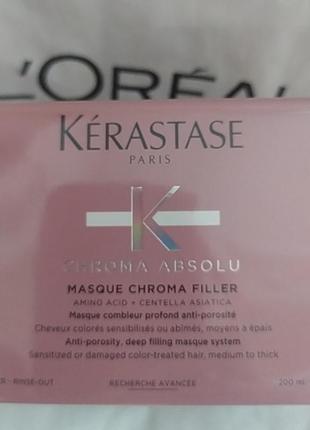 L'ORÉAL
KÉRASTASE
PARIS
K
CHROMA ABSOLU
MASQUE CHROMA FILLER
AMINO ACID + CENTELLA ASIATICA
Masque combleur profond anti-porosité
Cheveux colorés sensibilisés ou abîmés, moyens à épais
Anti-porosity, deep filling masque system
Sanitized or damaged color-treated hair, medium to thick
R - RINSE-OUT RECHERCHE AVANCÉE 200 ml